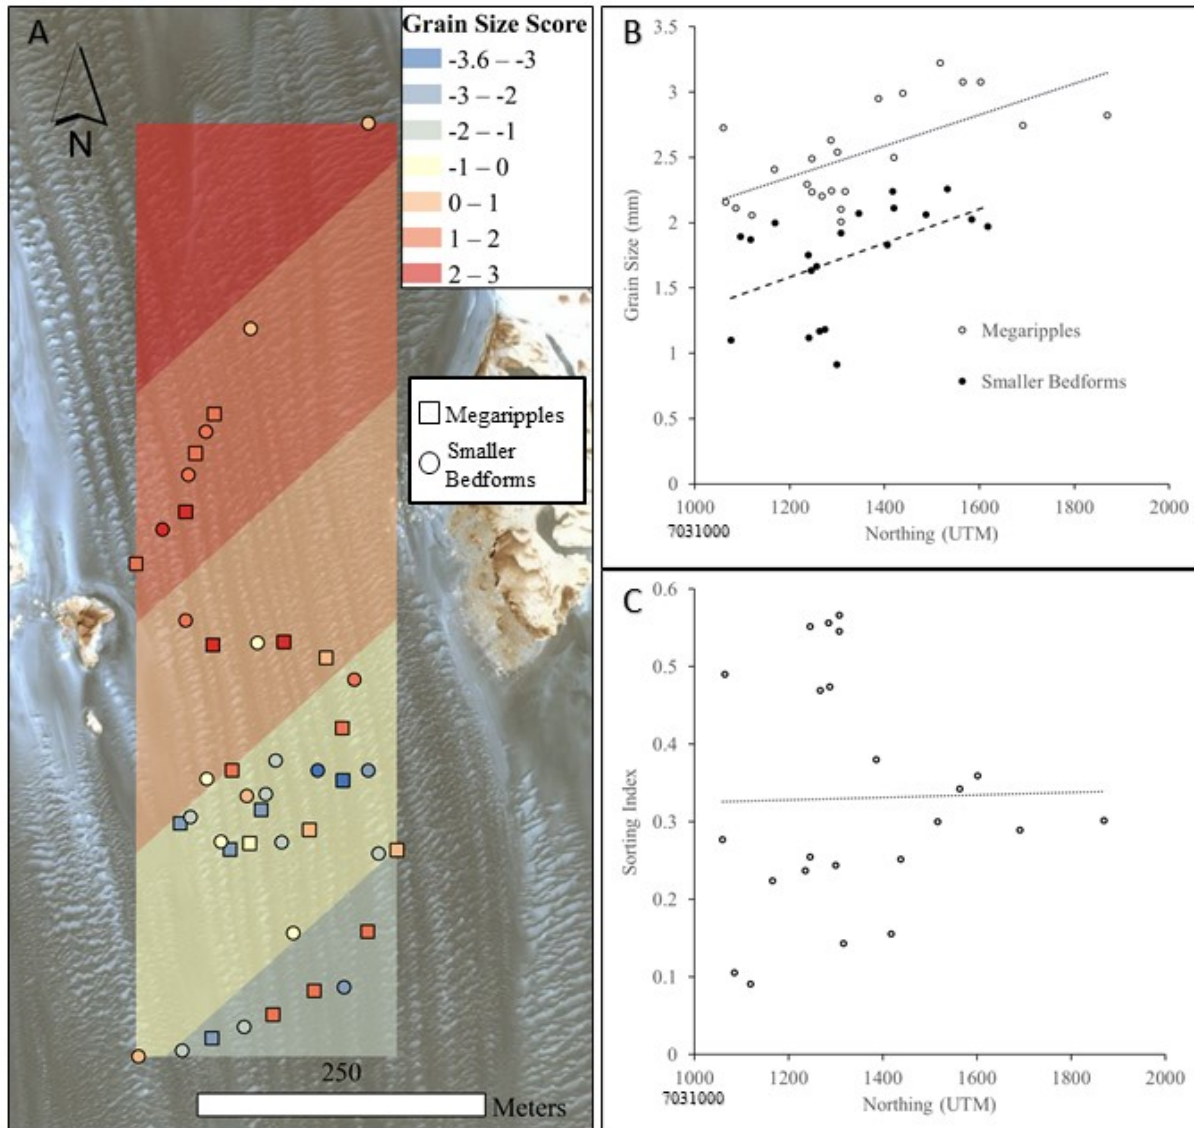 A
N
Grain Size Score
-3.6 – -3
-3 – -2
-2 – -1
-1 – 0
0 – 1
1 – 2
2 – 3
Megaripples
Smaller
Bedforms
250
Meters
B
3.5
3
2.5
2
1.5
1
0.5
0
Grain Size (mm)
Megaripples
Smaller Bedforms
1000 1200 1400 1600 1800 2000
7031000
Northing (UTM)
C
0.6
0.5
0.4
0.3
0.2
0.1
0
Sorting Index
1000 1200 1400 1600 1800 2000
7031000
Northing (UTM)